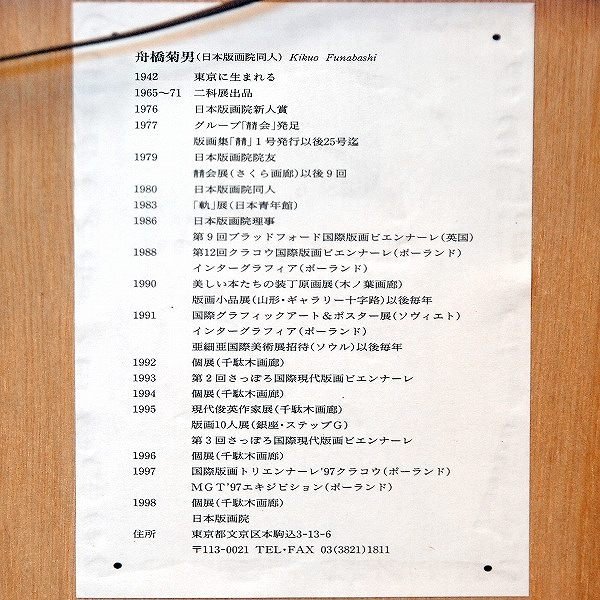 舟橋菊男(日本版画院同人) Kikuo Funabashi
1942 東京に生まれる
1965～71 二科展出品
1976 日本版画院新人賞
1977 グループ「鬅会」発足
版画集「鬅」1号発行以後25号迄
1979 日本版画院院友
会展(さくら画廊)以後9回
1980 日本版画院同人
1983 「軌」展(日本青年館)
1986 日本版画院理事
第9回ブラッドフォード国際版画ビエンナーレ(英国)
1988 第12回クラコウ国際版画ビエンナーレ(ポーランド)
インターグラフィア(ポーランド)
1990 美しい本たちの装丁原画展(木ノ葉画廊)
版画小品展(山形・ギャラリー十字路)以後毎年
1991 国際グラフィックアート＆ポスター展(ソヴィエト)
インターグラフィア(ポーランド)
亜細亜国際美術展招待(ソウル)以後毎年
1992 個展(千駄木画廊)
1993 第2回さっぽろ国際現代版画ビエンナーレ
1994 個展(千駄木画廊)
1995 現代俊英作家展(千駄木画廊)
版画10人展(銀座・ステップG)
第3回さっぽろ国際現代版画ビエンナーレ
1996 個展(千駄木画廊)
1997 国際版画トリエンナーレ'97クラコウ(ポーランド)
MGT'97エキジビション(ポーランド)
1998 個展(千駄木画廊)
日本版画院
住所 東京都文京区本駒込3-13-6
〒113-0021 TEL・FAX 03(3821)1811